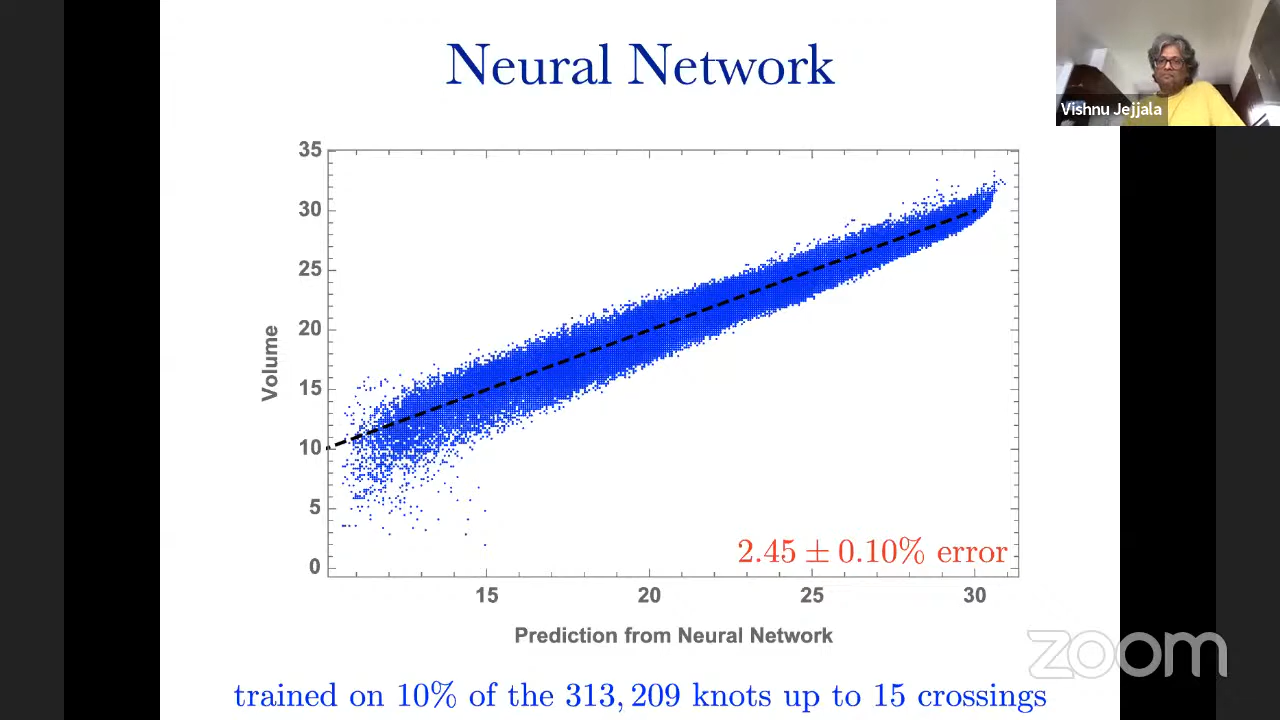 Neural Network
Vishnu Jejjala
35
30
25
20
15
10
5
0
Volume
2.45 ± 0.10% error
15 20 25 30
Prediction from Neural Network
zoom
trained on 10% of the 313,209 knots up to 15 crossings